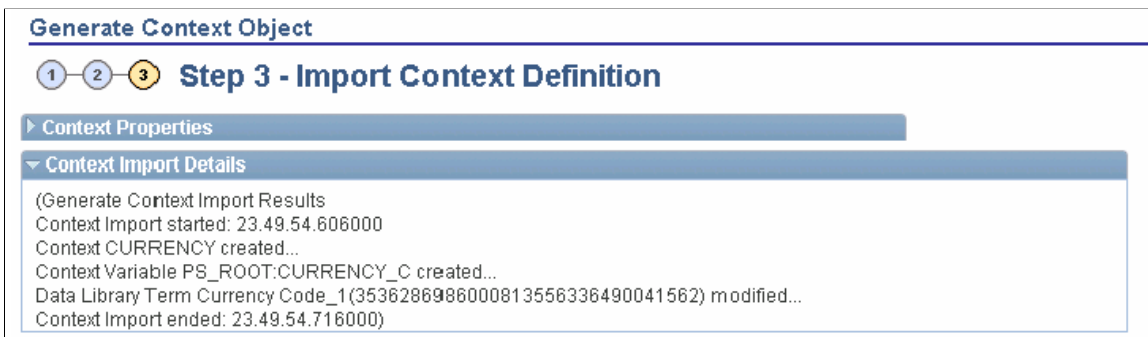 Generate Context Object
1 2 3 Step 3 - Import Context Definition
Context Properties
Context Import Details
(Generate Context Import Results
Context Import started: 23.49.54.606000
Context CURRENCY created...
Context Variable PS_ROOT:CURRENCY_C created...
Data Library Term Currency Code_1(353628698600081355633649004156​2) modified...
Context Import ended: 23.49.54.716000)